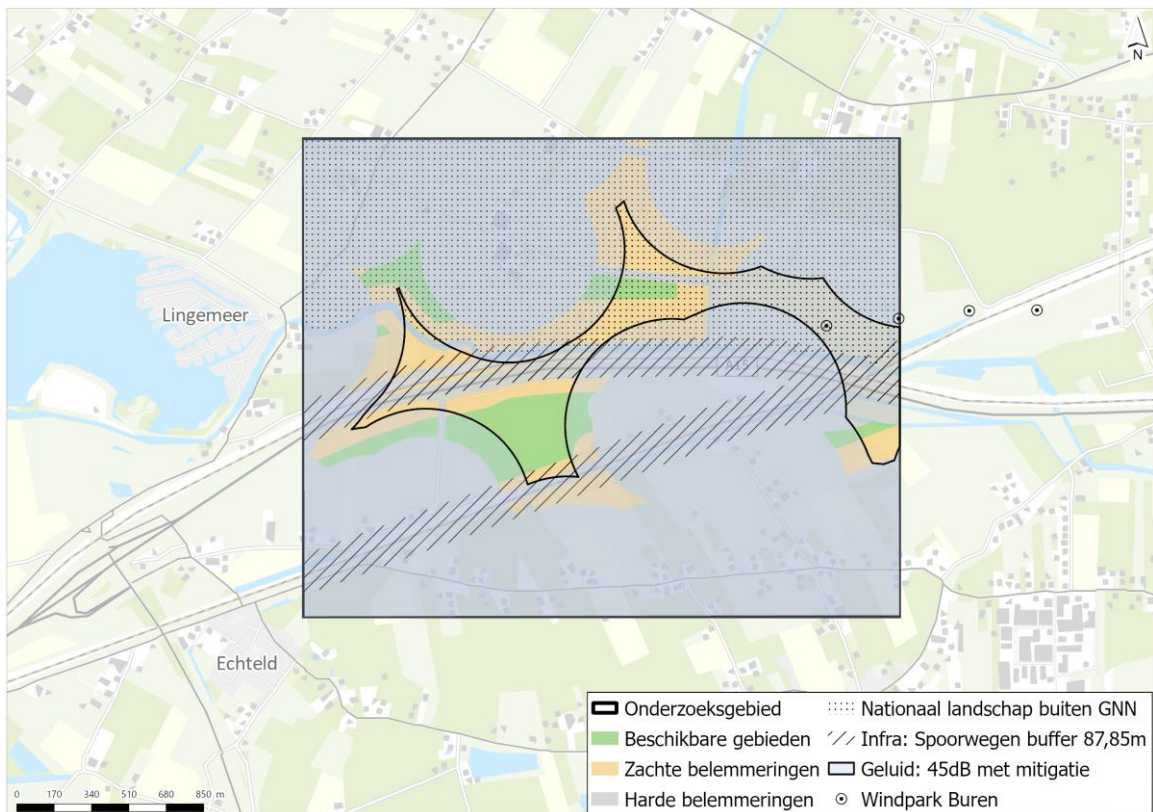 N
Lingemeer
A15
Echteld
Onderzoeksgebied
Beschikbare gebieden
Zachte belemmeringen
Harde belemmeringen
Nationaal landschap buiten GNN
Infra: Spoorwegen buffer 87,85m
Geluid: 45dB met mitigatie
Windpark Buren
0 170 340 510 680 850 m